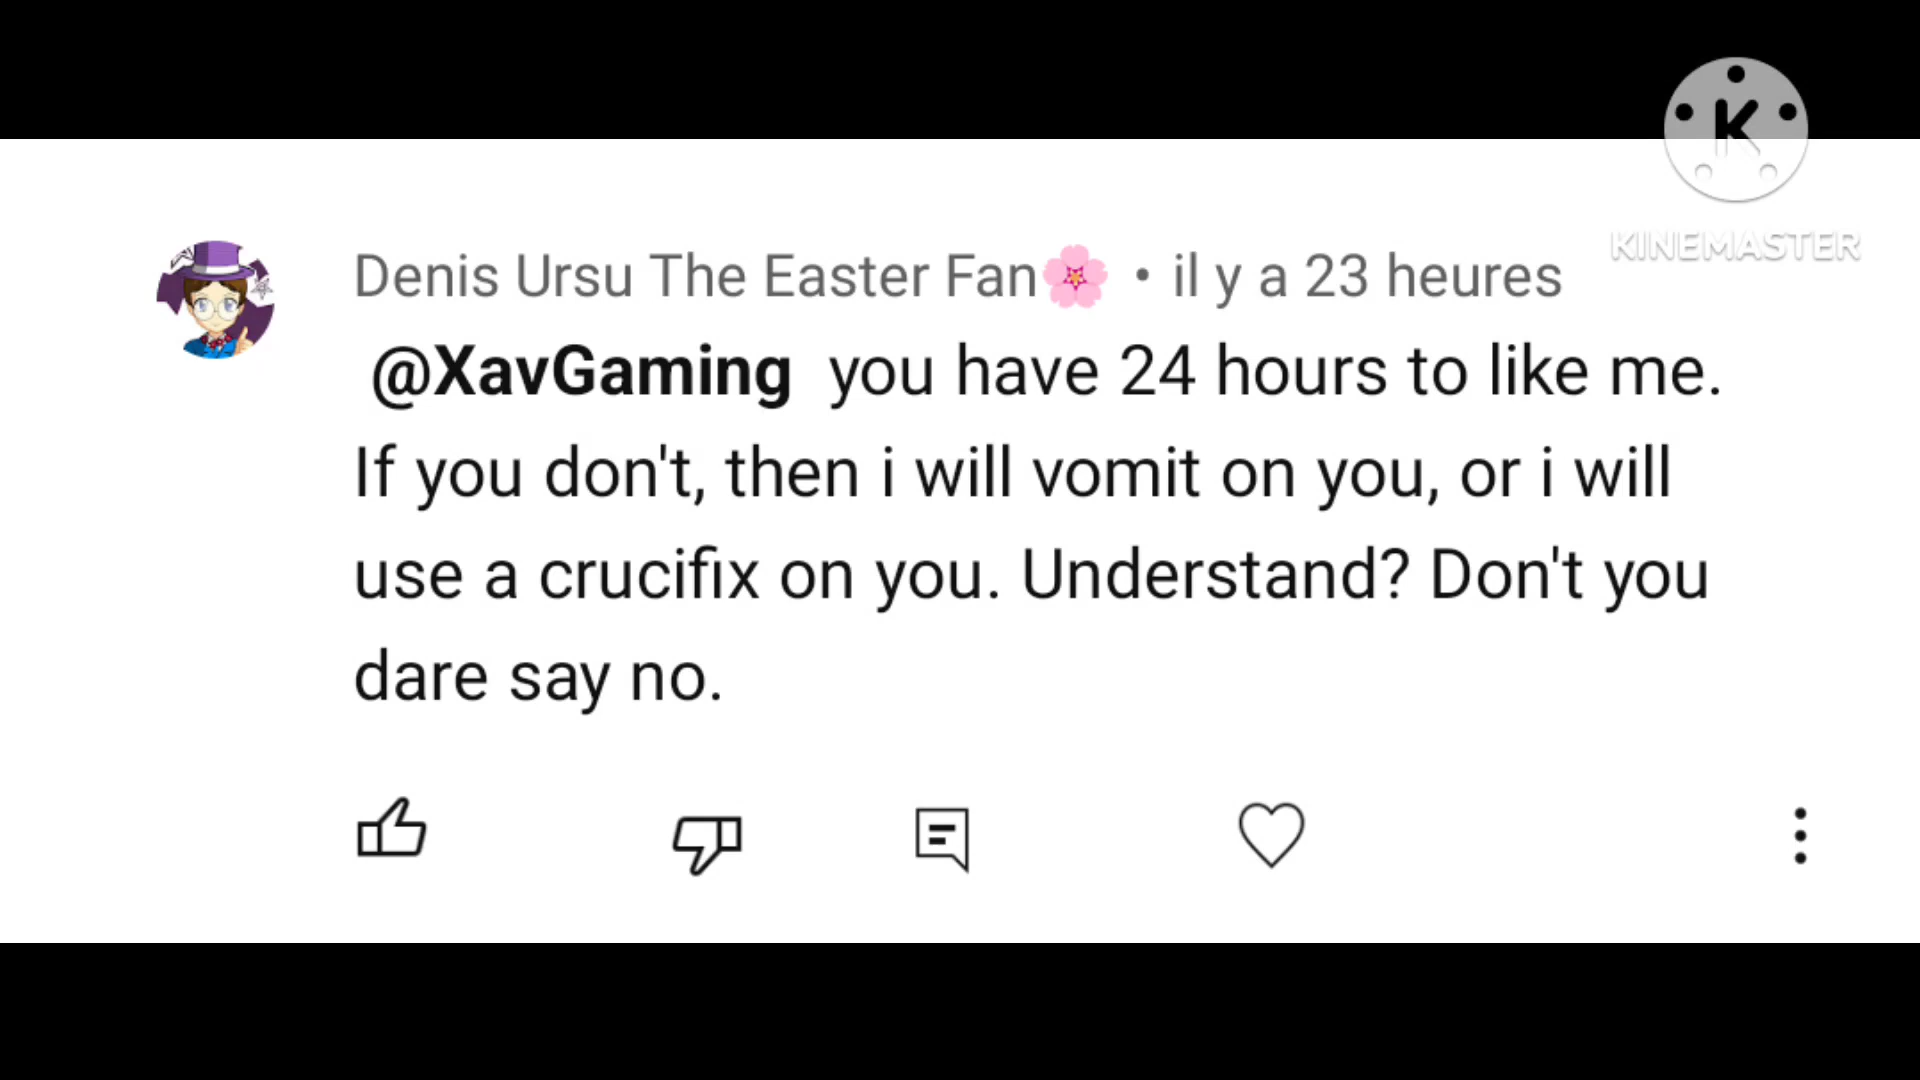 K
KINEMASTER
Denis Ursu The Easter Fan🌸 • il y a 23 heures
@XavGaming you have 24 hours to like me.
If you don't, then i will vomit on you, or i will
use a crucifix on you. Understand? Don't you
dare say no.